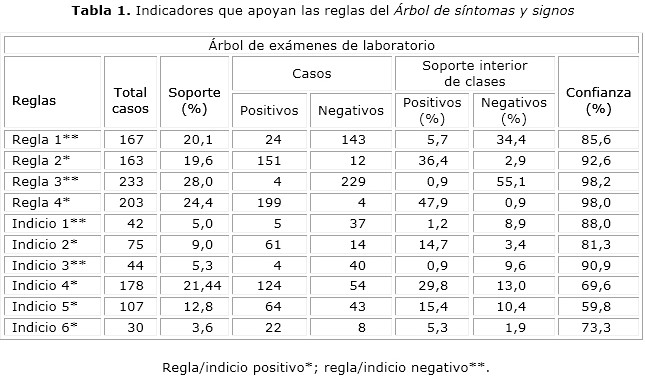 Tabla 1. Indicadores que apoyan las reglas del Árbol de síntomas y signos
Árbol de exámenes de laboratorio
Reglas Total casos Soporte (%) Casos Soporte interior de clases Confianza (%)
Positivos Negativos Positivos (%) Negativos (%)
Regla 1** 167 20,1 24 143 5,7 34,4 85,6
Regla 2* 163 19,6 151 12 36,4 2,9 92,6
Regla 3** 233 28,0 4 229 0,9 55,1 98,2
Regla 4* 203 24,4 199 4 47,9 0,9 98,0
Indicio 1** 42 5,0 5 37 1,2 8,9 88,0
Indicio 2* 75 9,0 61 14 14,7 3,4 81,3
Indicio 3** 44 5,3 4 40 0,9 9,6 90,9
Indicio 4* 178 21,44 124 54 29,8 13,0 69,6
Indicio 5* 107 12,8 64 43 15,4 10,4 59,8
Indicio 6* 30 3,6 22 8 5,3 1,9 73,3
Regla/indicio positivo*; regla/indicio negativo**.